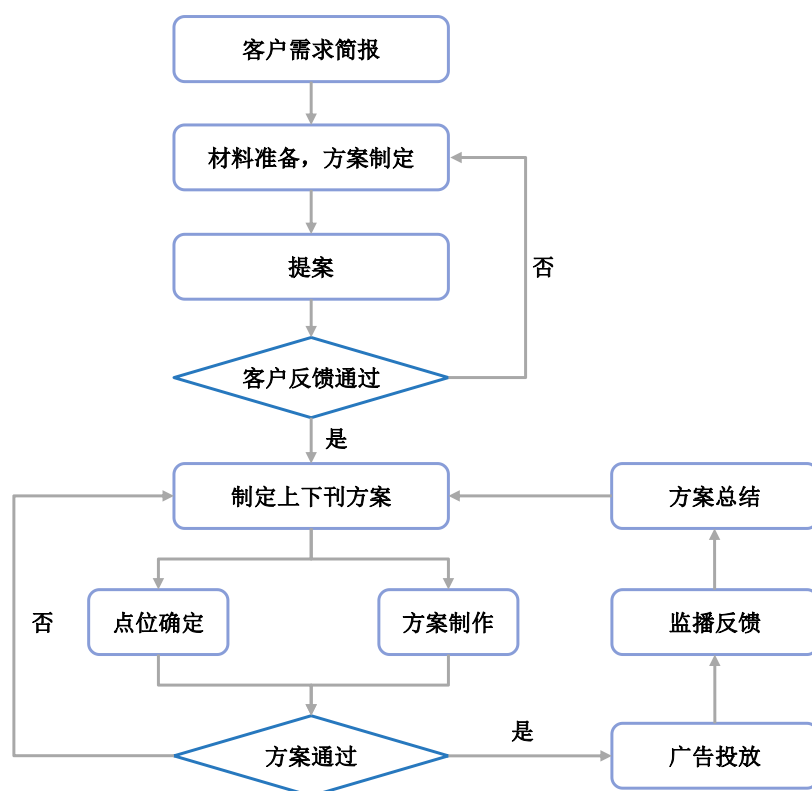 客户需求简报
材料准备，方案制定
提案
否
客户反馈通过
是
制定上下刊方案
方案总结
否
点位确定
方案制作
监播反馈
是
方案通过
广告投放